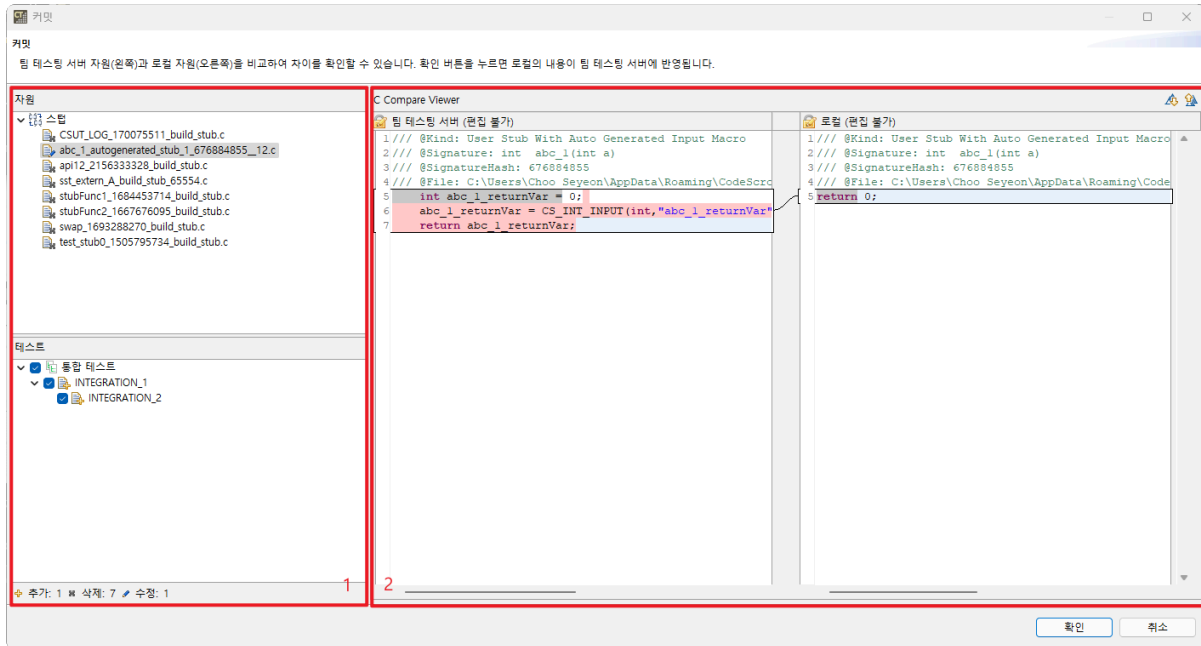 커밋
커밋
팀 테스팅 서버 자원(왼쪽)과 로컬 자원(오른쪽)을 비교하여 차이를 확인할 수 있습니다. 확인 버튼을 누르면 로컬의 내용이 팀 테스팅 서버에 반영됩니다.
자원
스텁
CSUT_LOG_170075511_build_stub.c
abc_1_autogenerated_stub_1_676884855__12.c
api12_2156333328_build_stub.c
sst_extern_A_build_stub_65554.c
stubFunc1_1684453714_build_stub.c
stubFunc2_1667676095_build_stub.c
swap_1693288270_build_stub.c
test_stub0_1505795734_build_stub.c
테스트
통합 테스트
INTEGRATION_1
INTEGRATION_2
추가: 1 삭제: 7 수정: 1
1
C Compare Viewer
팀 테스팅 서버 (편집 불가)
1 /// @Kind: User Stub With Auto Generated Input Macro
2 /// @Signature: int  abc_1(int a)
3 /// @SignatureHash: 676884855
4 /// @File: C:\Users\Choo Seyeon\AppData\Roaming\CodeScro
5 int abc_1_returnVar = 0;
6 abc_1_returnVar = CS_INT_INPUT(int,"abc_1_returnVar"
7 return abc_1_returnVar;
로컬 (편집 불가)
1 /// @Kind: User Stub With Auto Generated Input Macro
2 /// @Signature: int  abc_1(int a)
3 /// @SignatureHash: 676884855
4 /// @File: C:\Users\Choo Seyeon\AppData\Roaming\Code
5 return 0;
2
확인
취소